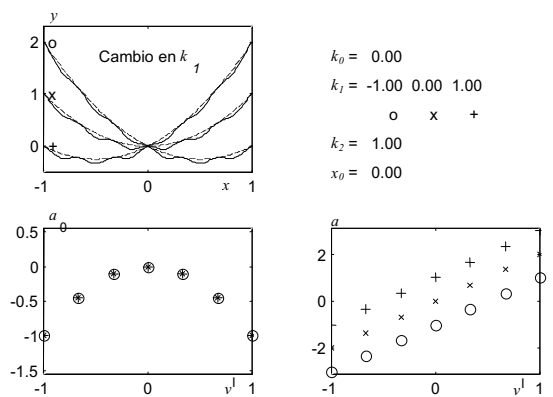 y
Cambio en k 1
2
o
1
x
0
+
-1 0 x 1
k0 = 0.00
k1 = -1.00 0.00 1.00
o x +
k2 = 1.00
x0 = 0.00
a0
0.5
0
-0.5
-1
-1.5
-1 0 y^l 1
a
2
0
-2
-1 0 y^l 1